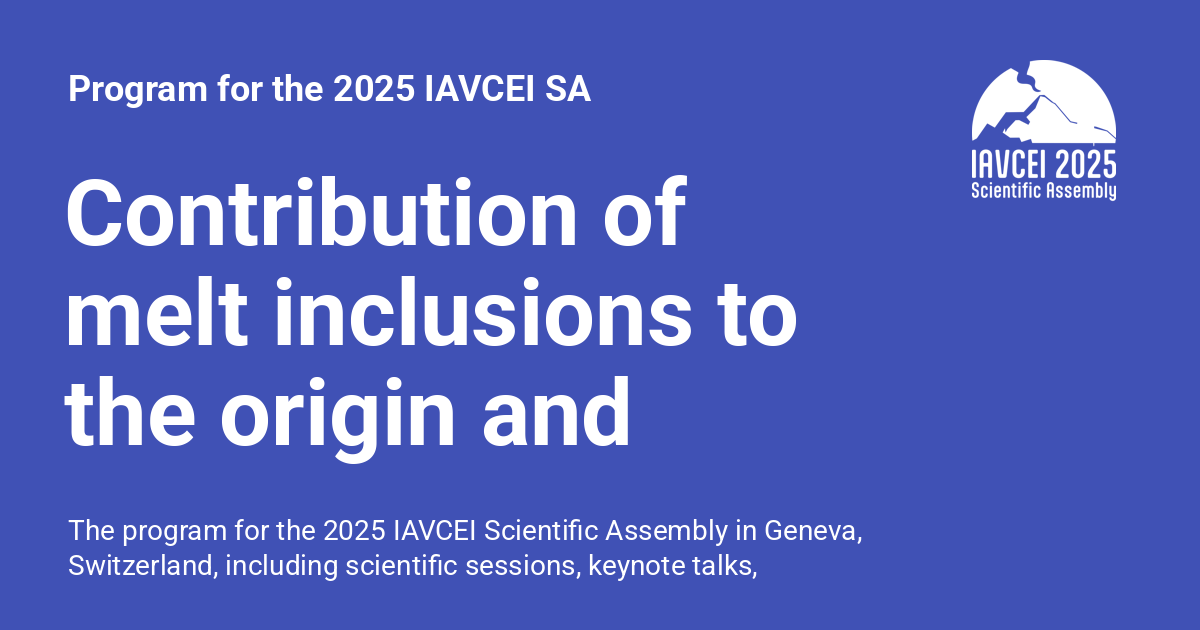 Program for the 2025 IAVCEI SA
IAVCEI 2025
Scientific Assembly
Contribution of
melt inclusions to
the origin and
The program for the 2025 IAVCEI Scientific Assembly in Geneva,
Switzerland, including scientific sessions, keynote talks,